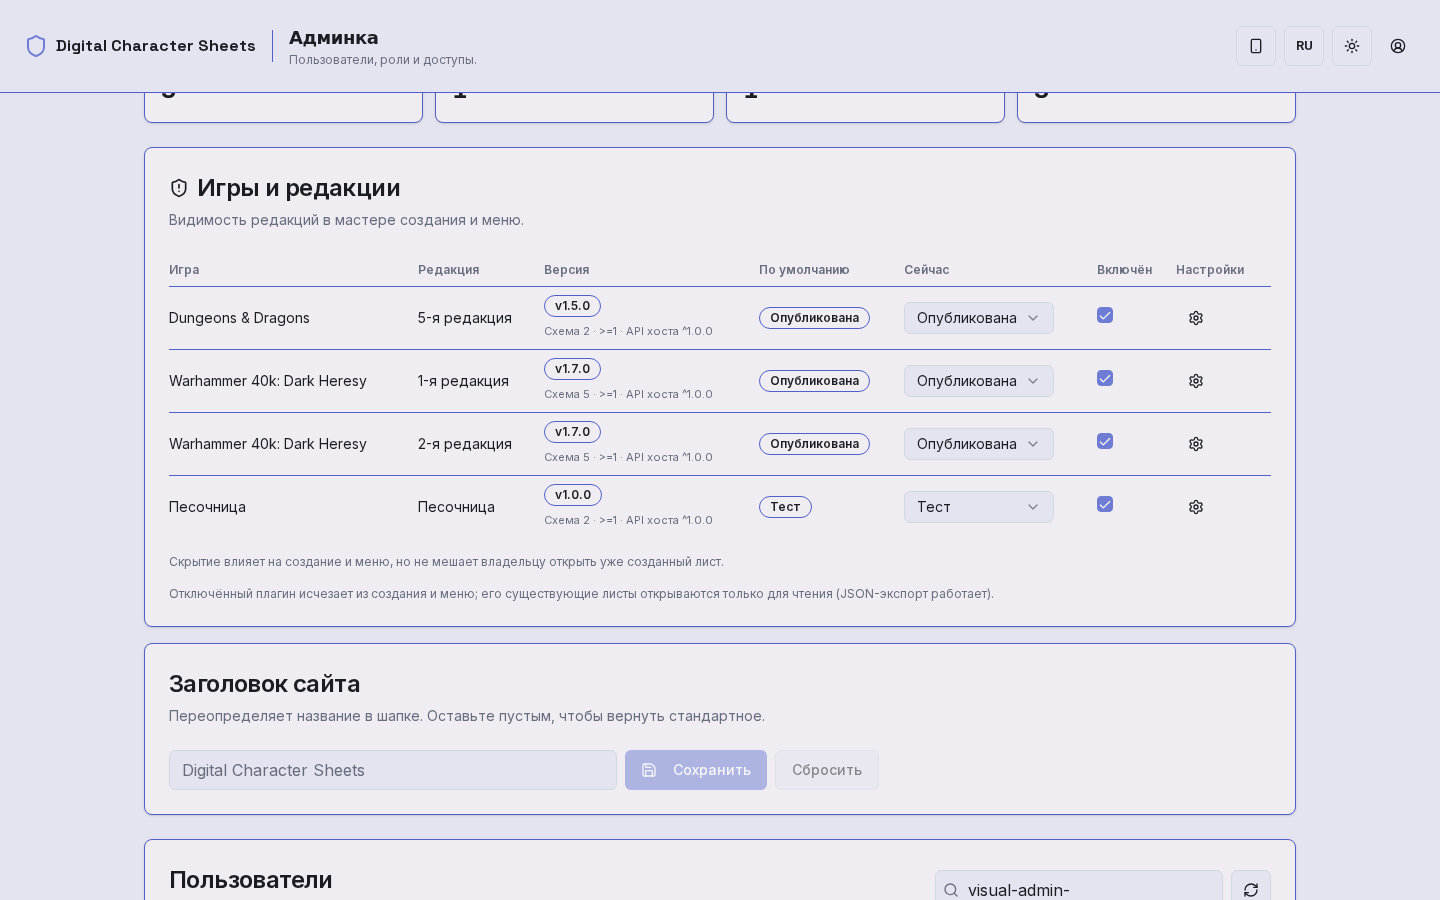 Digital Character Sheets
Админка
Пользователи, роли и доступы.
RU
Игры и редакции
Видимость редакций в мастере создания и меню.
Игра Редакция Версия По умолчанию Сейчас Включён Настройки
Dungeons & Dragons 5-я редакция v1.5.0 Опубликована Опубликована
Схема 2 · >=1 · API хоста ^1.0.0
Warhammer 40k: Dark Heresy 1-я редакция v1.7.0 Опубликована Опубликована
Схема 5 · >=1 · API хоста ^1.0.0
Warhammer 40k: Dark Heresy 2-я редакция v1.7.0 Опубликована Опубликована
Схема 5 · >=1 · API хоста ^1.0.0
Песочница Песочница v1.0.0 Тест Тест
Схема 2 · >=1 · API хоста ^1.0.0
Скрытие влияет на создание и меню, но не мешает владельцу открыть уже созданный лист.
Отключённый плагин исчезает из создания и меню; его существующие листы открываются только для чтения (JSON-экспорт работает).
Заголовок сайта
Переопределяет название в шапке. Оставьте пустым, чтобы вернуть стандартное.
Digital Character Sheets Сохранить Сбросить
Пользователи
visual-admin-